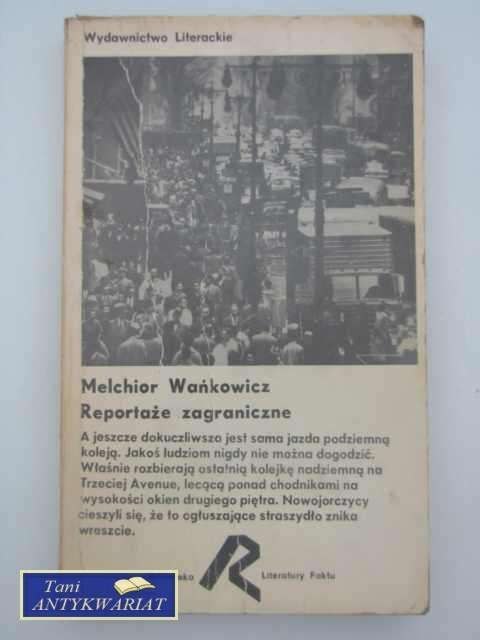 Wydawnictwo Literackie
Melchior Wańkowicz
Reportaże zagraniczne
A jeszcze dokuczliwsza jest sama jazda podziemną
koleją. Jakoś ludziom nigdy nie można dogodzić.
Właśnie rozbierają ostatnią kolejkę nadziemną na
Trzeciej Avenue, lecącą ponad chodnikami na
wysokości okien drugiego piętra. Nowojorczycy
cieszyli się, że to ogłuszające straszydło znika
wreszcie.
R
Literatury Faktu
Tani
ANTYKWARIAT